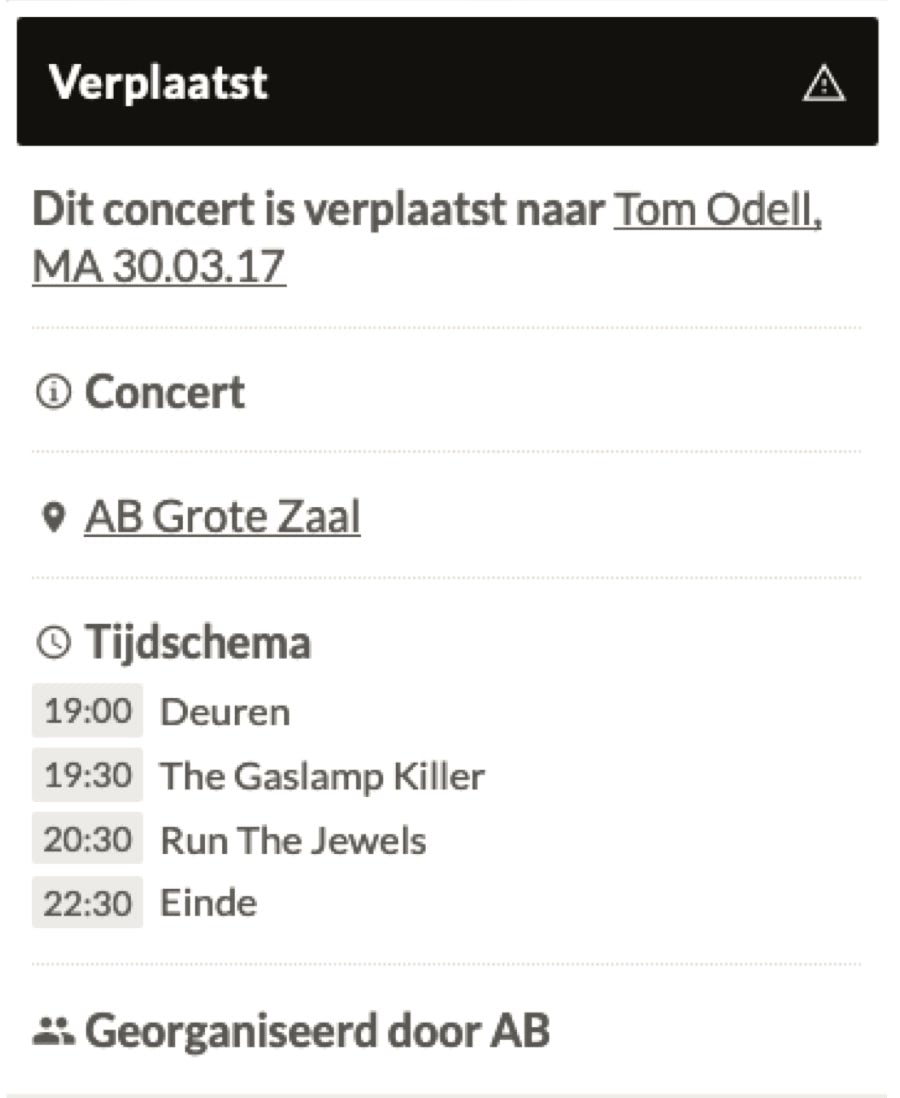 Verplaatst
Dit concert is verplaatst naar Tom Odell,
MA 30.03.17
Concert
AB Grote Zaal
Tijdschema
19:00 Deuren
19:30 The Gaslamp Killer
20:30 Run The Jewels
22:30 Einde
Georganiseerd door AB